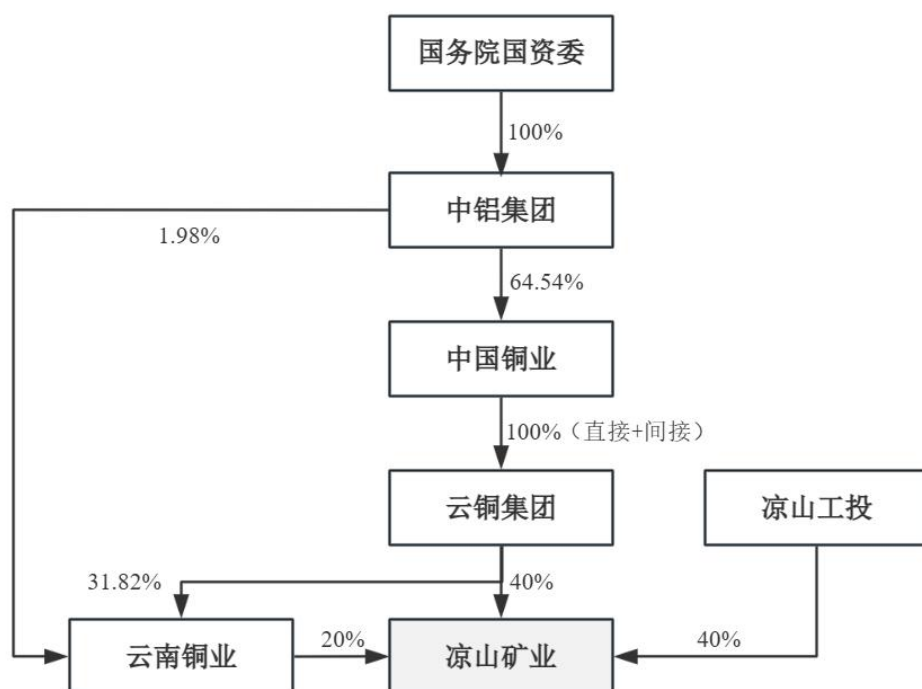 国务院国资委
100%
中铝集团
1.98%
64.54%
中国铜业
100%（直接+间接）
云铜集团
凉山工投
31.82%
40%
云南铜业
20%
凉山矿业
40%